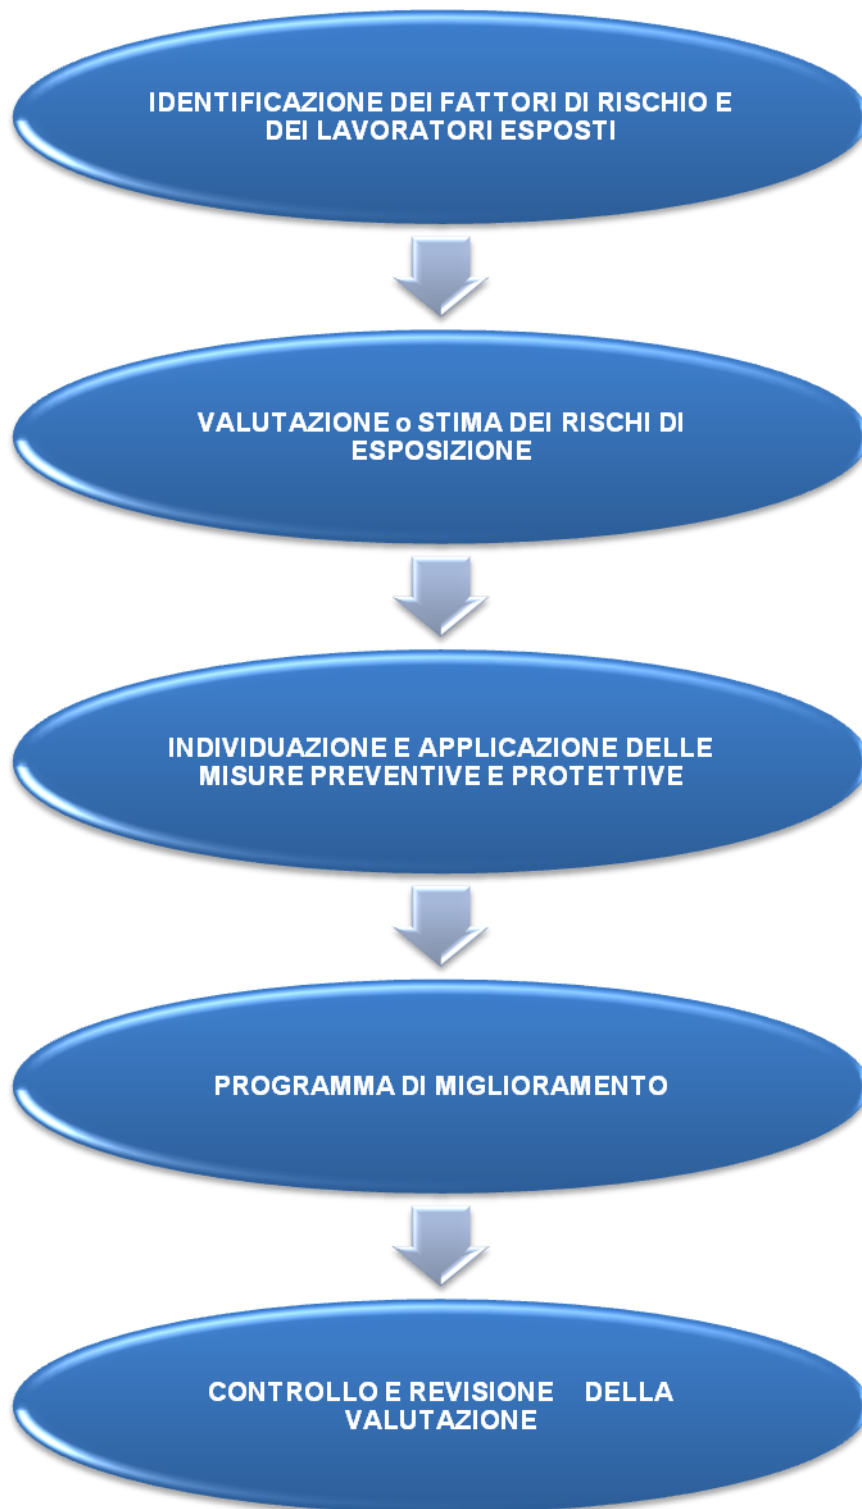 IDENTIFICAZIONE DEI FATTORI DI RISCHIO E
DEI LAVORATORI ESPOSTI
VALUTAZIONE o STIMA DEI RISCHI DI
ESPOSIZIONE
INDIVIDUAZIONE E APPLICAZIONE DELLE
MISURE PREVENTIVE E PROTETTIVE
PROGRAMMA DI MIGLIORAMENTO
CONTROLLO E REVISIONE DELLA
VALUTAZIONE